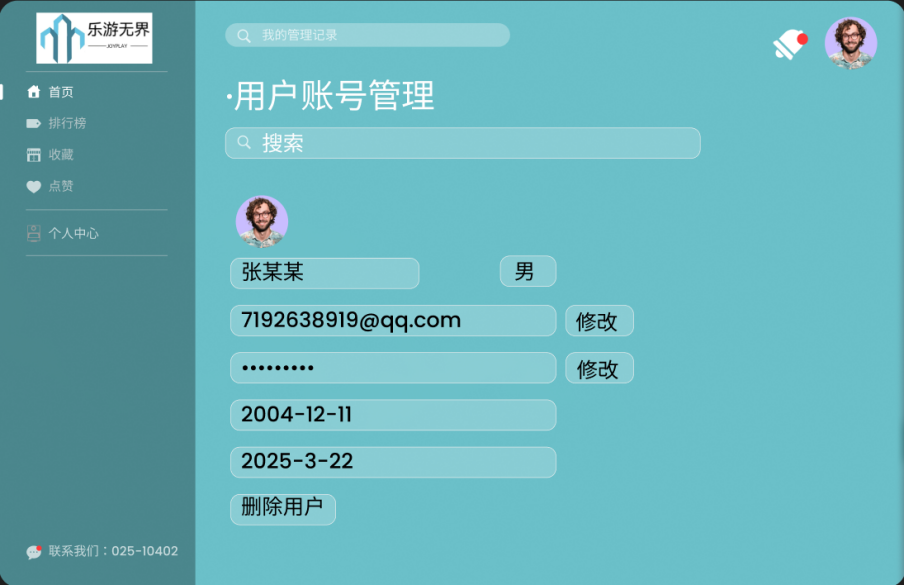 乐游无界
JOYPLAY
首页
排行榜
收藏
点赞
个人中心
联系我们：025-10402
我的管理记录
·用户账号管理
搜索
张某某
男
7192638919@qq.com
修改
•••••••••
修改
2004-12-11
2025-3-22
删除用户